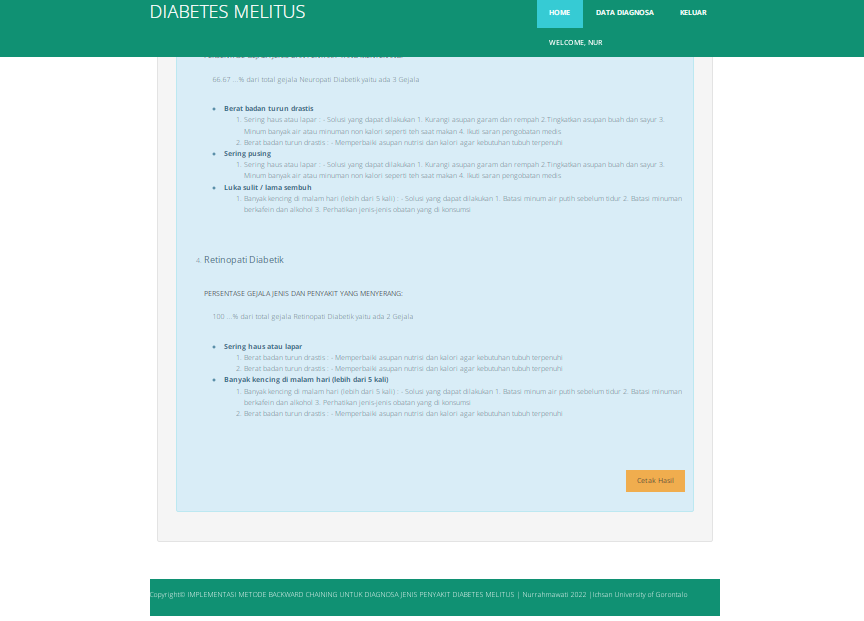 DIABETES MELITUS
HOME
DATA DIAGNOSA
KELUAR
WELCOME, NUR
66.67 ...% dari total gejala Neuropati Diabetik yaitu ada 3 Gejala
Berat badan turun drastis
1. Sering haus atau lapar : - Solusi yang dapat dilakukan 1. Kurangi asupan garam dan rempah 2.Tingkatkan asupan buah dan sayur 3.
Minum banyak air atau minuman non kalori seperti teh saat makan 4. Ikuti saran pengobatan medis
2. Berat badan turun drastis : - Memperbaiki asupan nutrisi dan kalori agar kebutuhan tubuh terpenuhi
Sering pusing
1. Sering haus atau lapar : - Solusi yang dapat dilakukan 1. Kurangi asupan garam dan rempah 2.Tingkatkan asupan buah dan sayur 3.
Minum banyak air atau minuman non kalori seperti teh saat makan 4. Ikuti saran pengobatan medis
Luka sulit / lama sembuh
1. Banyak kencing di malam hari (lebih dari 5 kali) : - Solusi yang dapat dilakukan 1. Batasi minum air putih sebelum tidur 2. Batasi minuman
berkafein dan alkohol 3. Perhatikan jenis-jenis obatan yang di konsumsi
4. Retinopati Diabetik
PERSENTASE GEJALA JENIS DAN PENYAKIT YANG MENYERANG:
100 ...% dari total gejala Retinopati Diabetik yaitu ada 2 Gejala
Sering haus atau lapar
1. Berat badan turun drastis : - Memperbaiki asupan nutrisi dan kalori agar kebutuhan tubuh terpenuhi
2. Berat badan turun drastis : - Memperbaiki asupan nutrisi dan kalori agar kebutuhan tubuh terpenuhi
Banyak kencing di malam hari (lebih dari 5 kali)
1. Banyak kencing di malam hari (lebih dari 5 kali) : - Solusi yang dapat dilakukan 1. Batasi minum air putih sebelum tidur 2. Batasi minuman
berkafein dan alkohol 3. Perhatikan jenis-jenis obatan yang di konsumsi
2. Berat badan turun drastis : - Memperbaiki asupan nutrisi dan kalori agar kebutuhan tubuh terpenuhi
Cetak Hasil
Copyright© IMPLEMENTASI METODE BACKWARD CHAINING UNTUK DIAGNOSA JENIS PENYAKIT DIABETES MELITUS | Nurrahmawati 2022 |Ichsan University of Gorontalo